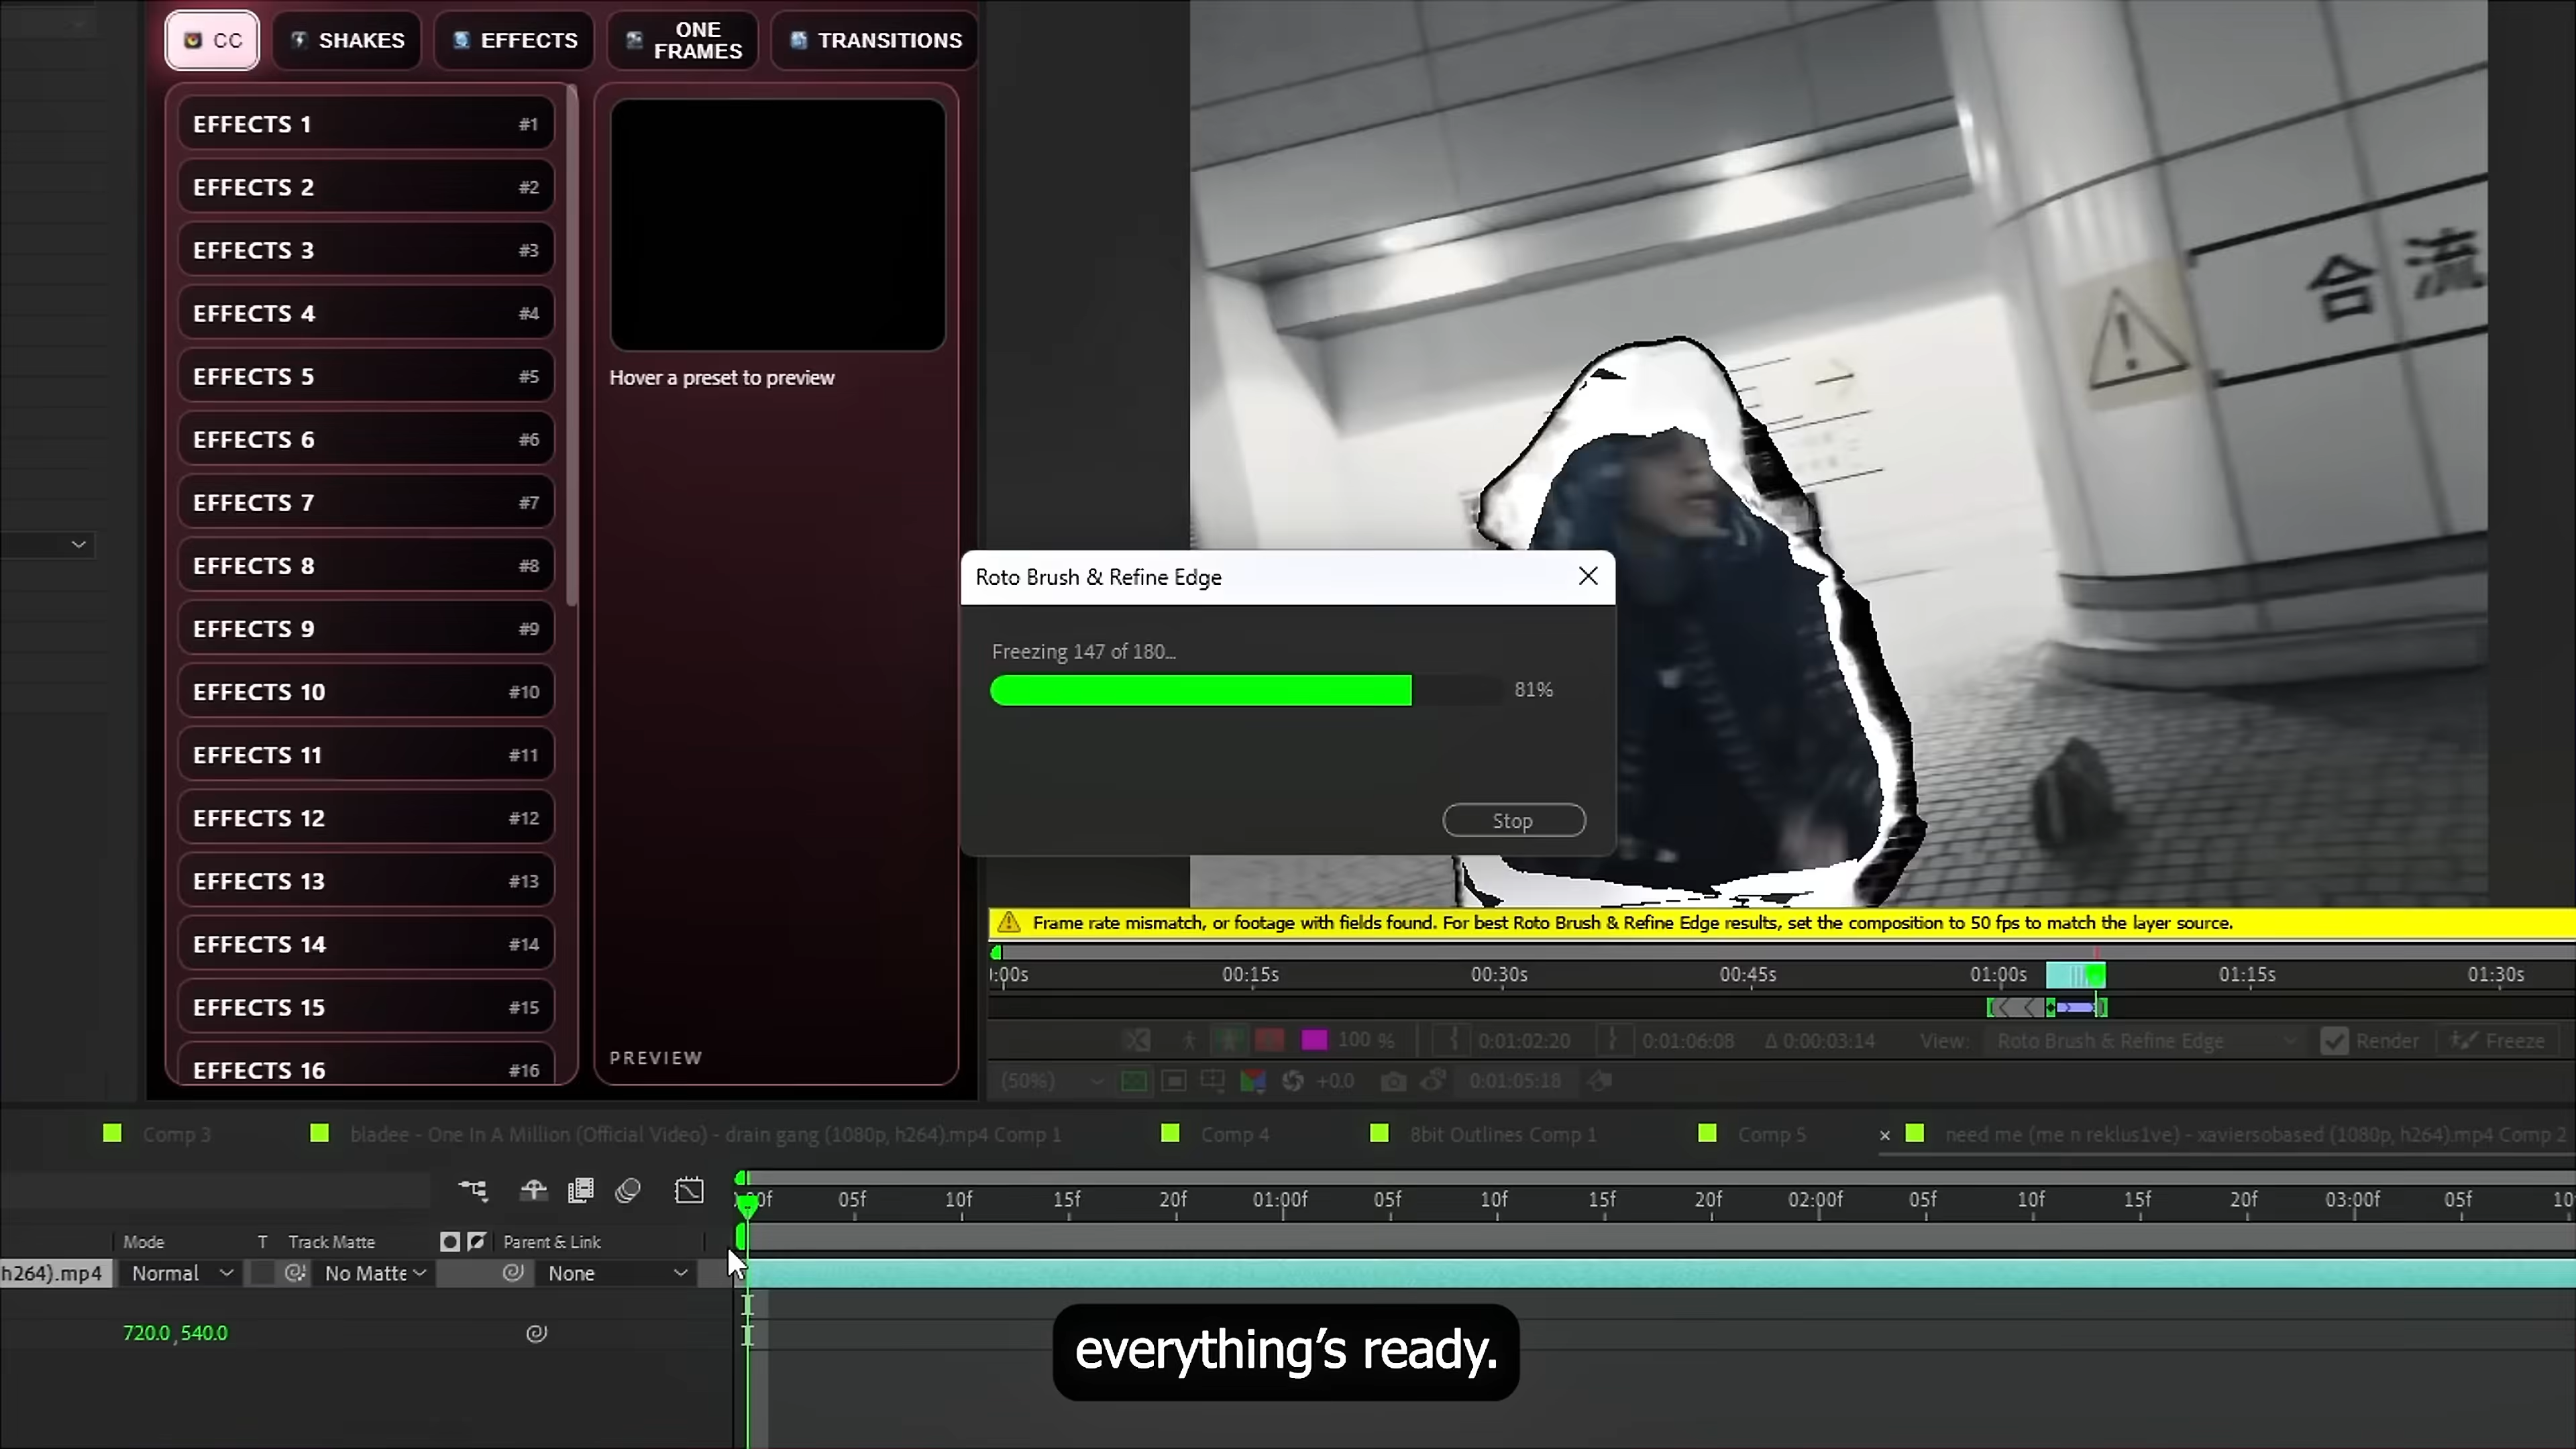 CC SHAKES EFFECTS ONE FRAMES TRANSITIONS
EFFECTS 1 #1
EFFECTS 2 #2
EFFECTS 3 #3
EFFECTS 4 #4
EFFECTS 5 #5
EFFECTS 6 #6
EFFECTS 7 #7
EFFECTS 8 #8
EFFECTS 9 #9
EFFECTS 10 #10
EFFECTS 11 #11
EFFECTS 12 #12
EFFECTS 13 #13
EFFECTS 14 #14
EFFECTS 15 #15
EFFECTS 16 #16
Hover a preset to preview
PREVIEW
合流
Roto Brush & Refine Edge
Freezing 147 of 180...
81%
Stop
Frame rate mismatch, or footage with fields found. For best Roto Brush & Refine Edge results, set the composition to 50 fps to match the layer source.
:00s 00:15s 00:30s 00:45s 01:00s 01:15s 01:30s
100 % 0:01:02:20 0:01:06:08 Δ 0:00:03:14 View: Roto Brush & Refine Edge Render Freeze
(50%) +0.0 0:01:05:18
Comp 3 bladee - One In A Million (Official Video) - drain gang (1080p, h264).mp4 Comp 1 Comp 4 8bit Outlines Comp 1 Comp 5 × need me (me n reklus1ve) - xaviersobased (1080p, h264).mp4 Comp 2
05f 10f 15f 20f 01:00f 05f 10f 15f 20f 02:00f 05f 10f 15f 20f 03:00f 05f 10
Mode T Track Matte Parent & Link
h264).mp4 Normal No Matte None
720.0,540.0
everything's ready.